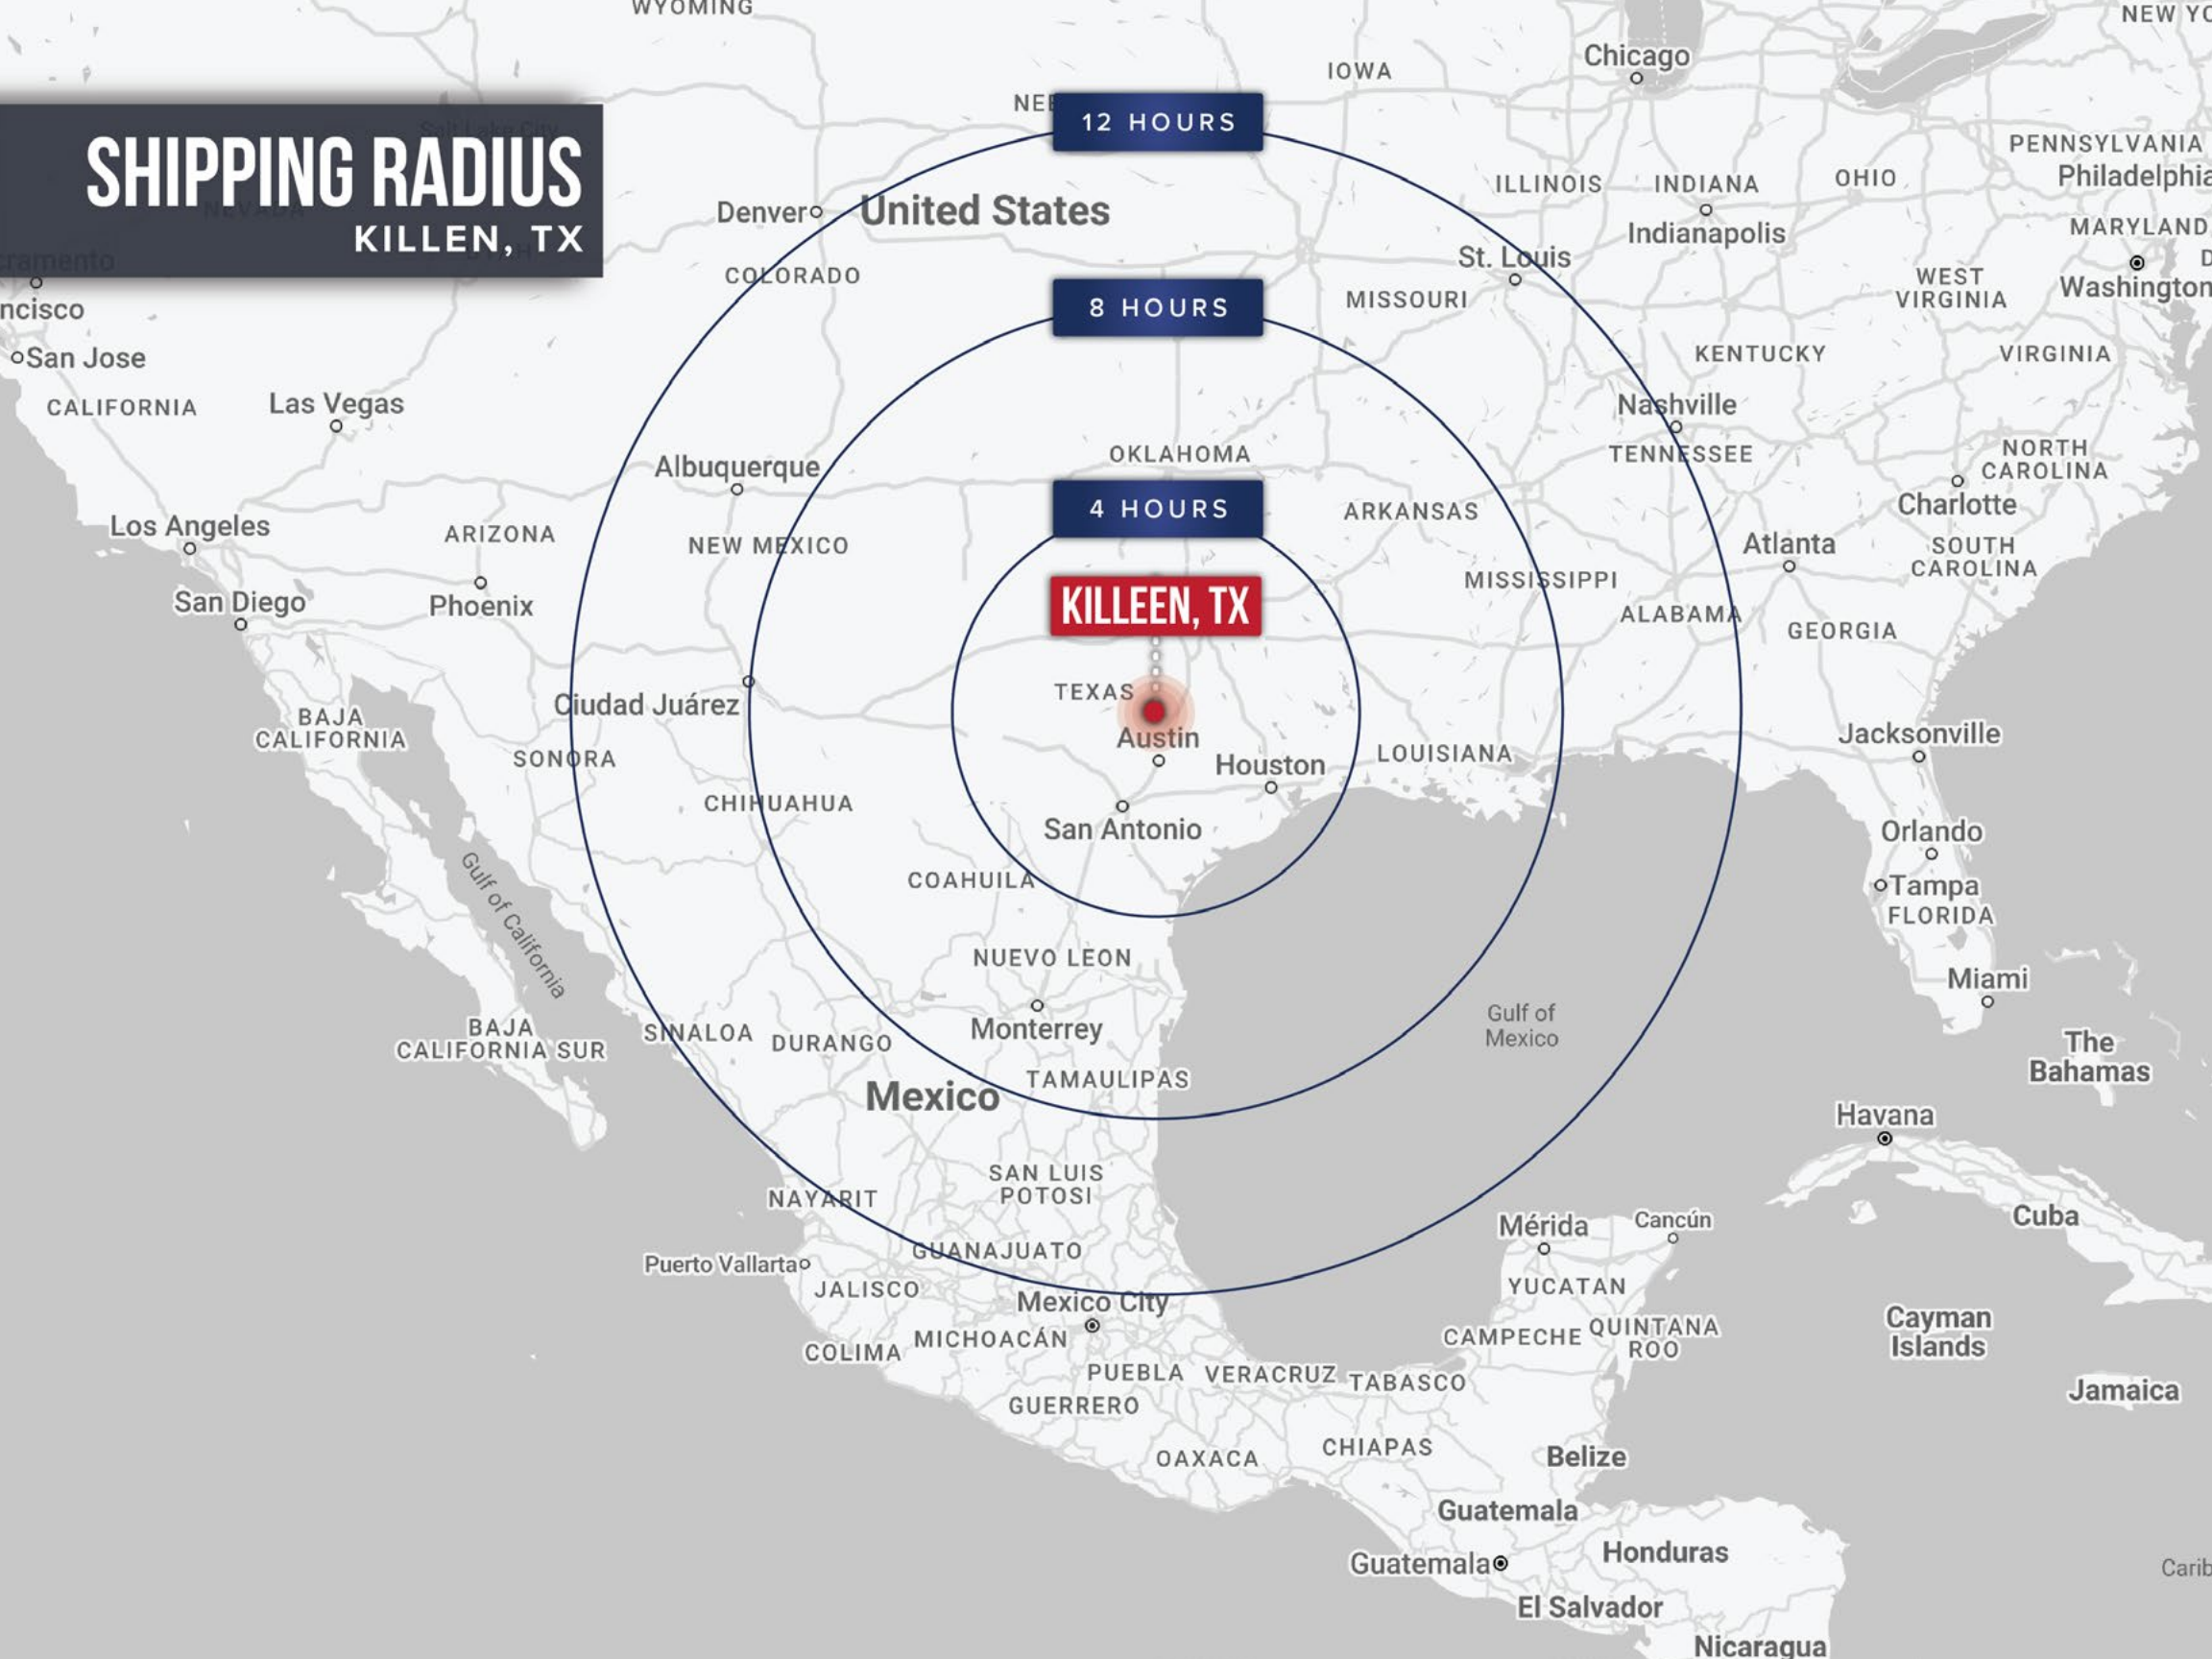 WYOMING
NEW YO
Chicago
IOWA
NEB
12 HOURS
SHIPPING RADIUS
KILLEN, TX
Salt Lake City
NEVADA
UTAH
PENNSYLVANIA
Philadelphia
ILLINOIS
INDIANA
OHIO
Denver
United States
Indianapolis
MARYLAND
cramento
ncisco
COLORADO
St. Louis
WEST
VIRGINIA
Washington
D
8 HOURS
MISSOURI
San Jose
KENTUCKY
VIRGINIA
CALIFORNIA
Las Vegas
Nashville
TENNESSEE
NORTH
CAROLINA
Albuquerque
OKLAHOMA
4 HOURS
ARKANSAS
Charlotte
Los Angeles
ARIZONA
NEW MEXICO
Atlanta
SOUTH
CAROLINA
MISSISSIPPI
San Diego
Phoenix
KILLEEN, TX
ALABAMA
GEORGIA
TEXAS
Ciudad Juárez
BAJA
CALIFORNIA
Austin
Jacksonville
SONORA
Houston
LOUISIANA
CHIHUAHUA
San Antonio
Orlando
COAHUILA
Tampa
FLORIDA
Gulf of California
NUEVO LEON
Miami
Monterrey
Gulf of
Mexico
BAJA
CALIFORNIA SUR
SINALOA
DURANGO
The
Bahamas
TAMAULIPAS
Mexico
Havana
SAN LUIS
POTOSI
NAYARIT
Mérida
Cancún
Cuba
GUANAJUATO
Puerto Vallarta
JALISCO
YUCATAN
Mexico City
Cayman
Islands
MICHOACÁN
COLIMA
CAMPECHE
QUINTANA
ROO
PUEBLA
VERACRUZ
TABASCO
Jamaica
GUERRERO
OAXACA
CHIAPAS
Belize
Guatemala
Honduras
Guatemala
Carib
El Salvador
Nicaragua